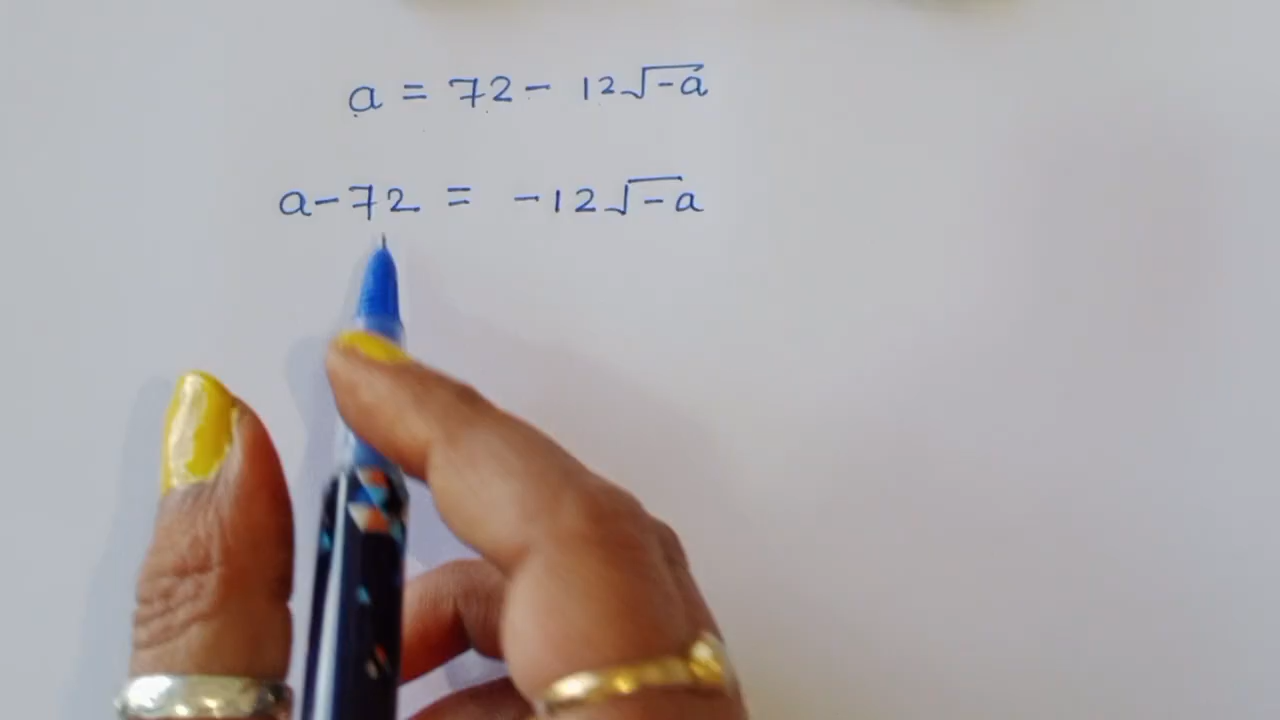 a = 72 - 12√-a
a - 72 = -12√-a